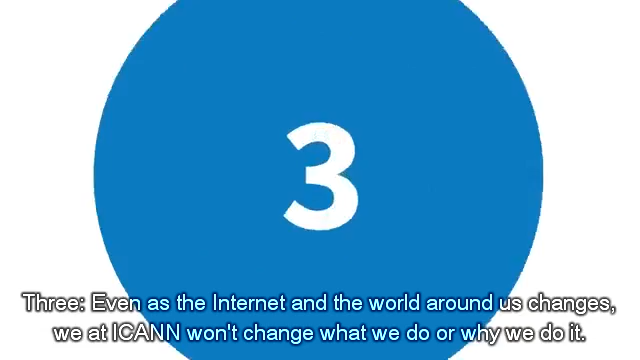 3
Three: Even as the Internet and the world around us changes,
we at ICANN won't change what we do or why we do it.